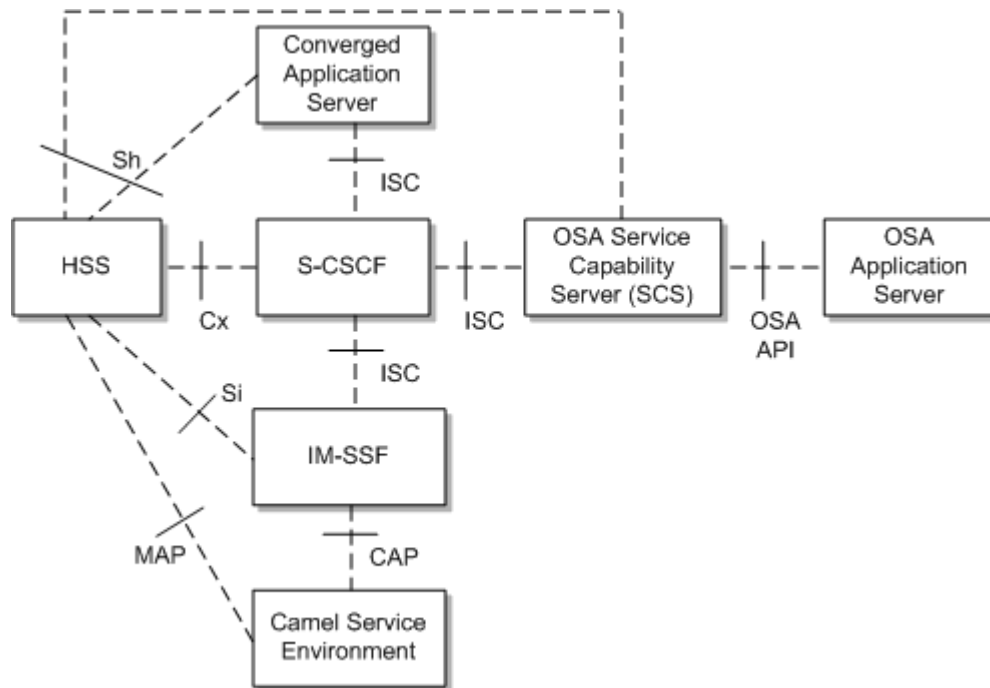 Converged
Application
Server
Sh
ISC
HSS
S-CSCF
OSA Service
Capability
Server (SCS)
OSA
Application
Server
Cx
ISC
OSA
API
ISC
Si
IM-SSF
MAP
CAP
Camel Service
Environment